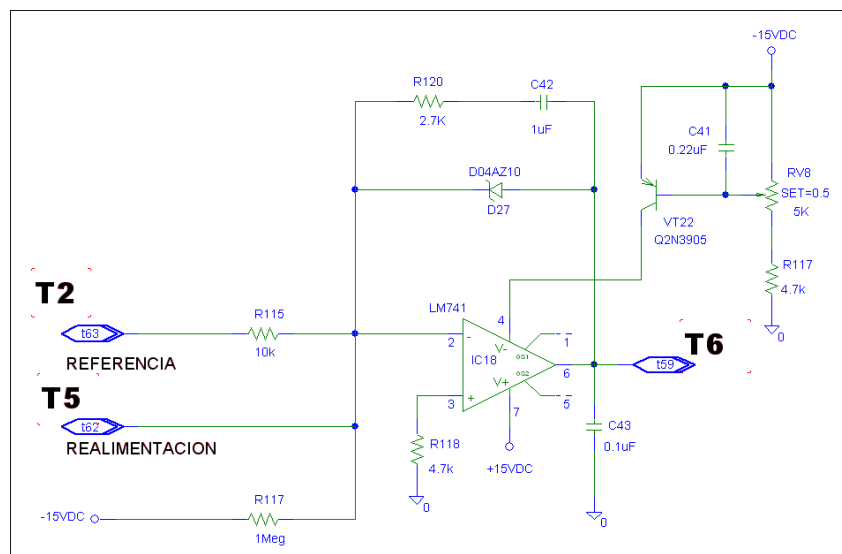 -15VDC
R120
2.7K
C42
1uF
C41
0.22uF
RV8
SET=0.5
5K
D04AZ10
D27
VT22
Q2N3905
R117
4.7k
0
T2
t63
REFERENCIA
R115
10k
LM741
4
2
-
V-
OS1
1
IC18
OS2
V+
6
3
+
7
5
T6
t59
T5
t62
REALIMENTACION
R118
4.7k
0
+15VDC
C43
0.1uF
0
-15VDC
R117
1Meg